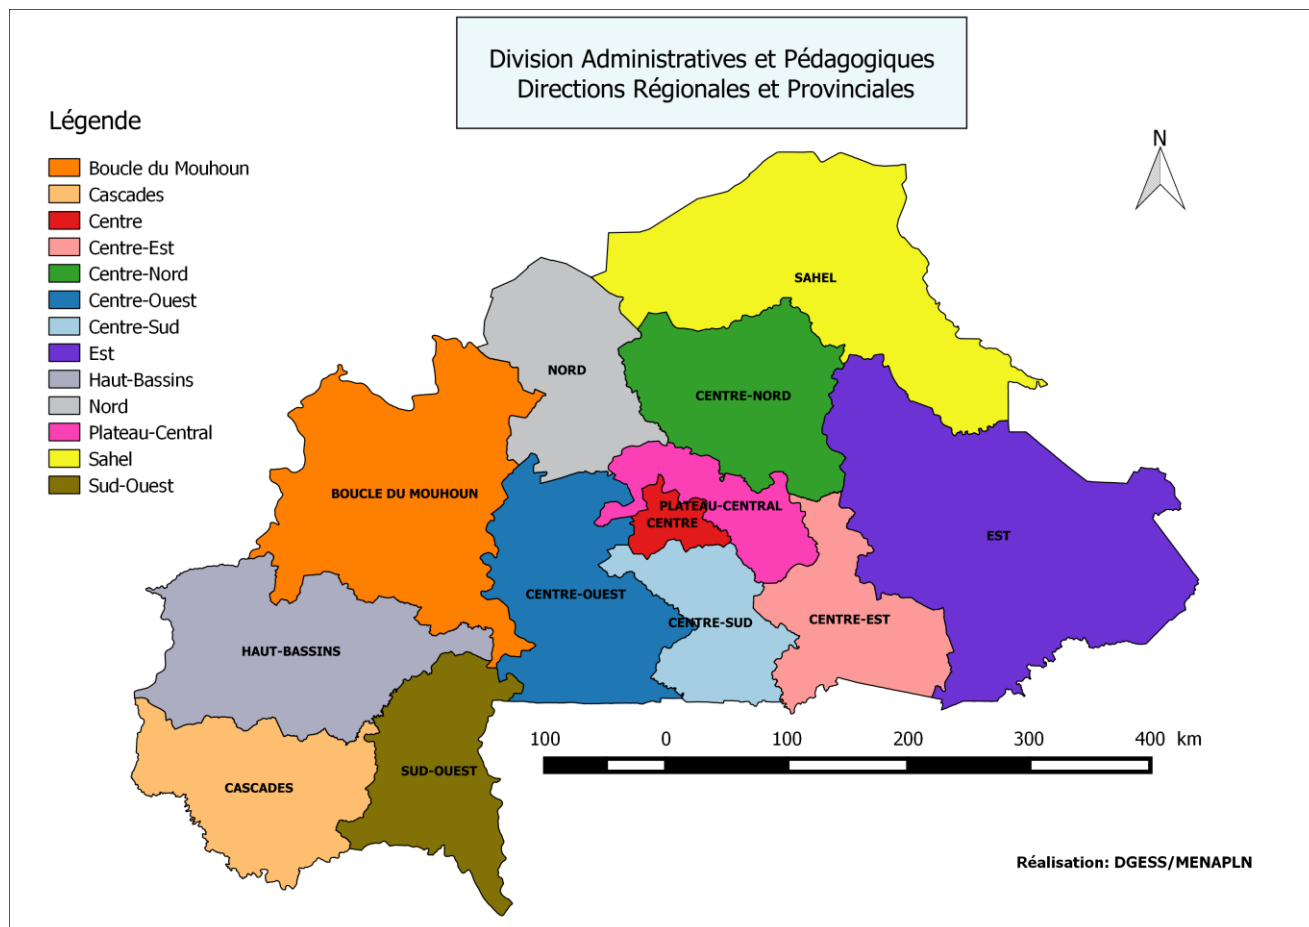 Division Administratives et Pédagogiques
Directions Régionales et Provinciales
Légende
Boucle du Mouhoun
Cascades
Centre
Centre-Est
Centre-Nord
Centre-Ouest
Centre-Sud
Est
Haut-Bassins
Nord
Plateau-Central
Sahel
Sud-Ouest
N
SAHEL
NORD
CENTRE-NORD
BOUCLE DU MOUHOUN
PLATEAU-CENTRAL
CENTRE
EST
CENTRE-OUEST
CENTRE-SUD
CENTRE-EST
HAUT-BASSINS
SUD-OUEST
CASCADES
100 0 100 200 300 400 km
Réalisation: DGESS/MENAPLN